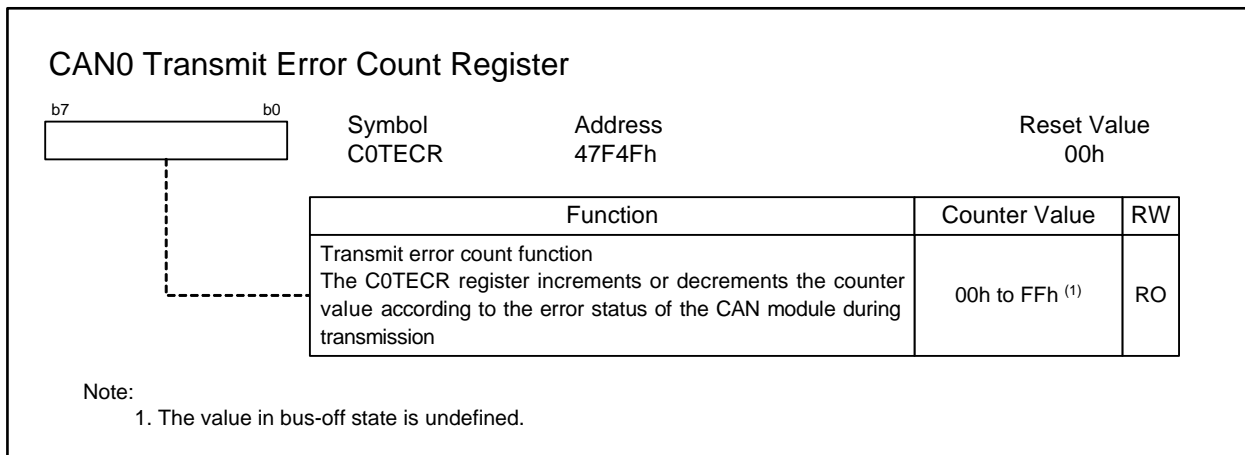 CAN0 Transmit Error Count Register
b7 b0
Symbol Address Reset Value
C0TECR 47F4Fh 00h
Function Counter Value RW
Transmit error count function
The C0TECR register increments or decrements the counter
value according to the error status of the CAN module during
transmission
00h to FFh (1) RO
Note:
1. The value in bus-off state is undefined.